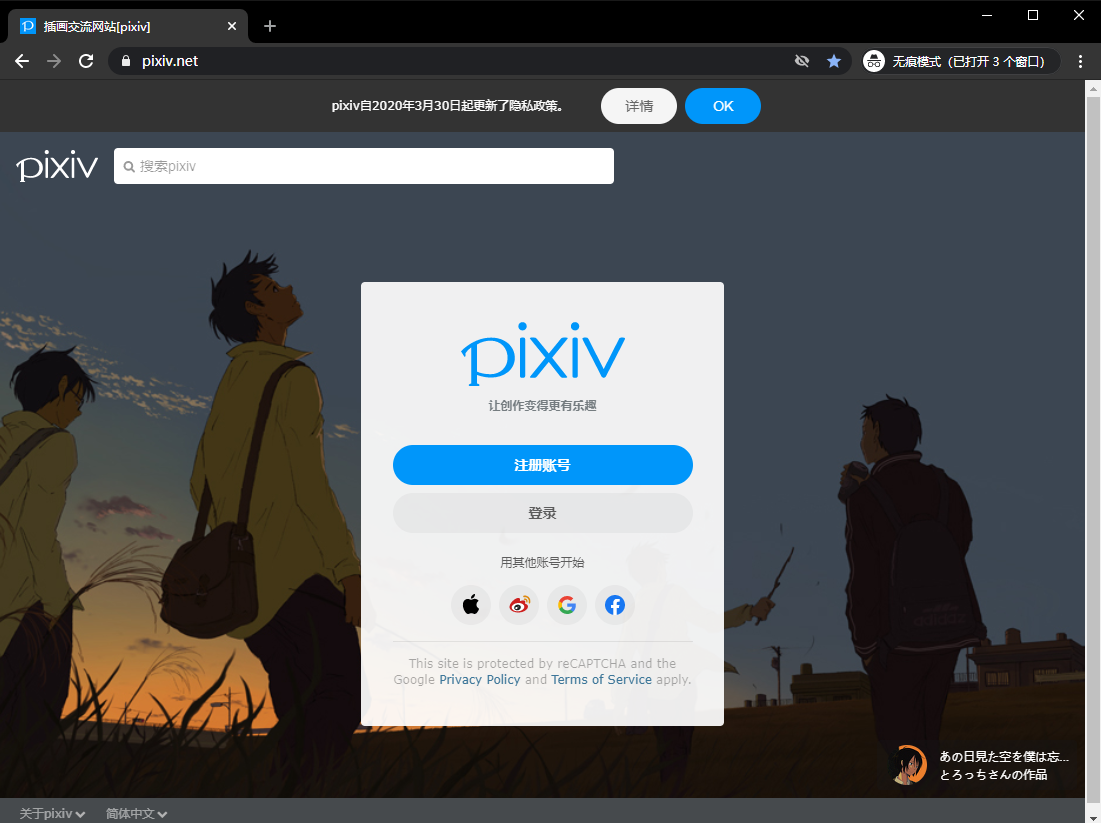 插画交流网站[pixiv]
pixiv.net
无痕模式（已打开 3 个窗口）
pixiv自2020年3月30日起更新了隐私政策。
详情
OK
pixiv
搜索pixiv
pixiv
让创作变得更有乐趣
注册账号
登录
用其他账号开始
This site is protected by reCAPTCHA and the
Google Privacy Policy and Terms of Service apply.
あの日見た空を僕は忘...
とろっちさんの作品
关于pixiv
简体中文